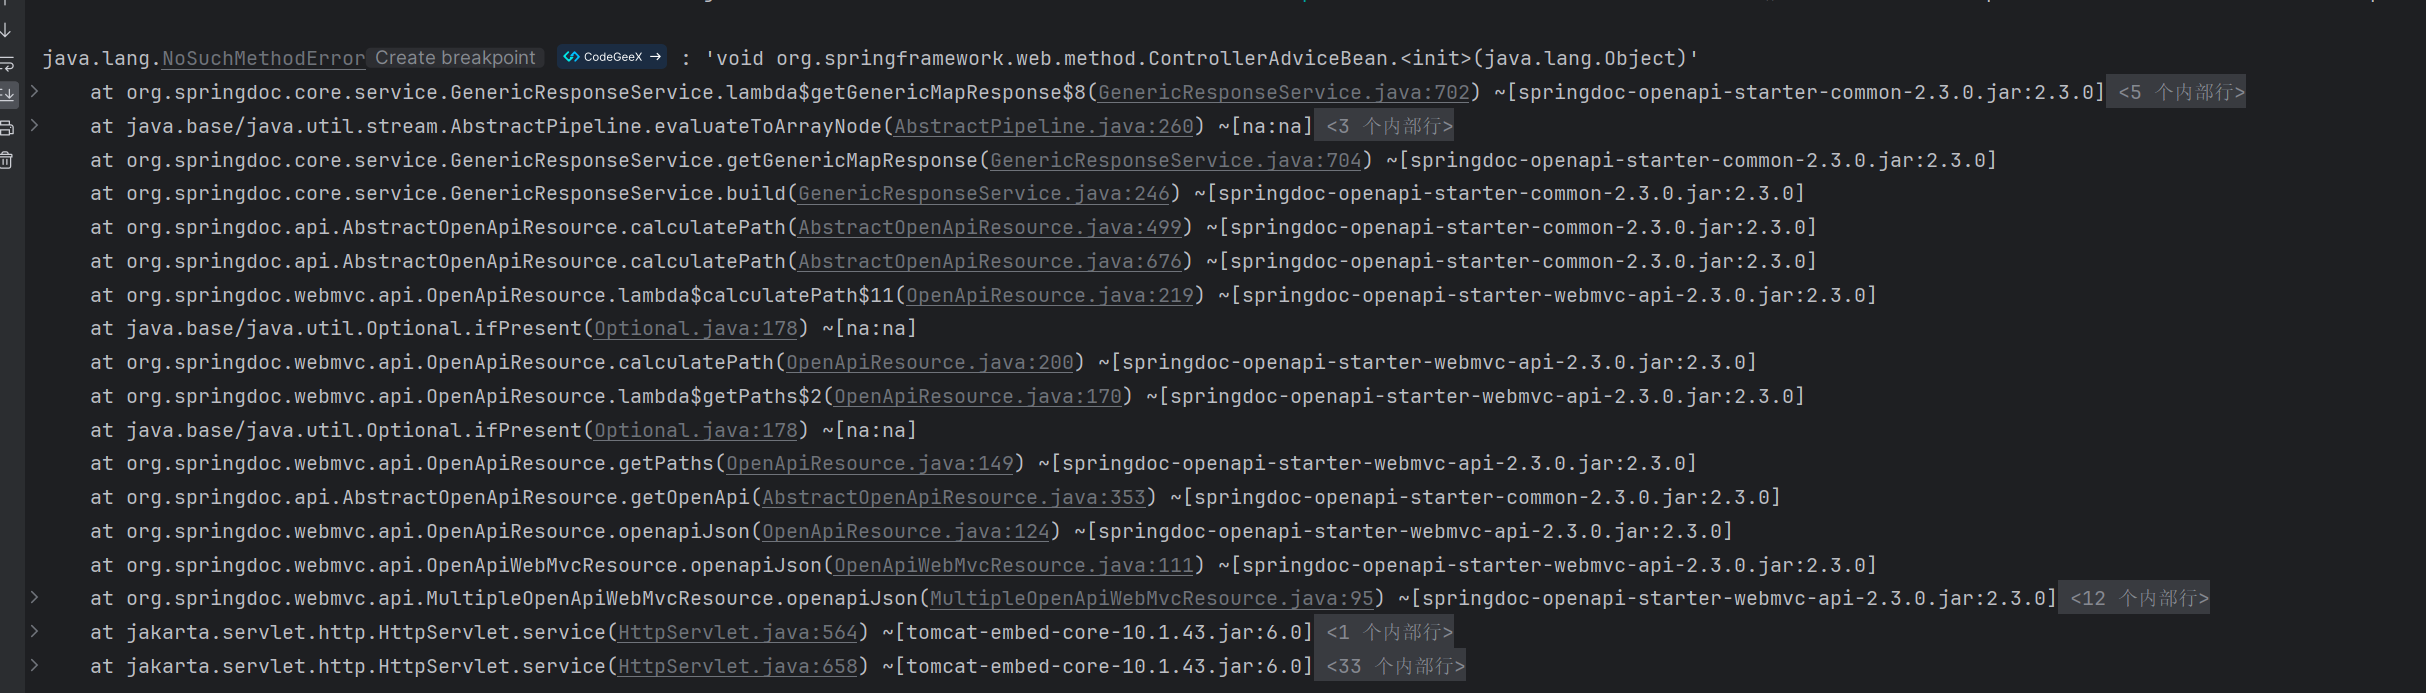 java.lang.NoSuchMethodError Create breakpoint CodeGeeX → : 'void org.springframework.web.method.ControllerAdviceBean.<init>(java.lang.Object)'
at org.springdoc.core.service.GenericResponseService.lambda$getGenericMapResponse$8(GenericResponseService.java:702) ~[springdoc-openapi-starter-common-2.3.0.jar:2.3.0] <5 个内部行>
at java.base/java.util.stream.AbstractPipeline.evaluateToArrayNode(AbstractPipeline.java:260) ~[na:na] <3 个内部行>
at org.springdoc.core.service.GenericResponseService.getGenericMapResponse(GenericResponseService.java:704) ~[springdoc-openapi-starter-common-2.3.0.jar:2.3.0]
at org.springdoc.core.service.GenericResponseService.build(GenericResponseService.java:246) ~[springdoc-openapi-starter-common-2.3.0.jar:2.3.0]
at org.springdoc.api.AbstractOpenApiResource.calculatePath(AbstractOpenApiResource.java:499) ~[springdoc-openapi-starter-common-2.3.0.jar:2.3.0]
at org.springdoc.api.AbstractOpenApiResource.calculatePath(AbstractOpenApiResource.java:676) ~[springdoc-openapi-starter-common-2.3.0.jar:2.3.0]
at org.springdoc.webmvc.api.OpenApiResource.lambda$calculatePath$11(OpenApiResource.java:219) ~[springdoc-openapi-starter-webmvc-api-2.3.0.jar:2.3.0]
at java.base/java.util.Optional.ifPresent(Optional.java:178) ~[na:na]
at org.springdoc.webmvc.api.OpenApiResource.calculatePath(OpenApiResource.java:200) ~[springdoc-openapi-starter-webmvc-api-2.3.0.jar:2.3.0]
at org.springdoc.webmvc.api.OpenApiResource.lambda$getPaths$2(OpenApiResource.java:170) ~[springdoc-openapi-starter-webmvc-api-2.3.0.jar:2.3.0]
at java.base/java.util.Optional.ifPresent(Optional.java:178) ~[na:na]
at org.springdoc.webmvc.api.OpenApiResource.getPaths(OpenApiResource.java:149) ~[springdoc-openapi-starter-webmvc-api-2.3.0.jar:2.3.0]
at org.springdoc.api.AbstractOpenApiResource.getOpenApi(AbstractOpenApiResource.java:353) ~[springdoc-openapi-starter-common-2.3.0.jar:2.3.0]
at org.springdoc.webmvc.api.OpenApiResource.openapiJson(OpenApiResource.java:124) ~[springdoc-openapi-starter-webmvc-api-2.3.0.jar:2.3.0]
at org.springdoc.webmvc.api.OpenApiWebMvcResource.openapiJson(OpenApiWebMvcResource.java:111) ~[springdoc-openapi-starter-webmvc-api-2.3.0.jar:2.3.0]
at org.springdoc.webmvc.api.MultipleOpenApiWebMvcResource.openapiJson(MultipleOpenApiWebMvcResource.java:95) ~[springdoc-openapi-starter-webmvc-api-2.3.0.jar:2.3.0] <12 个内部行>
at jakarta.servlet.http.HttpServlet.service(HttpServlet.java:564) ~[tomcat-embed-core-10.1.43.jar:6.0] <1 个内部行>
at jakarta.servlet.http.HttpServlet.service(HttpServlet.java:658) ~[tomcat-embed-core-10.1.43.jar:6.0] <33 个内部行>